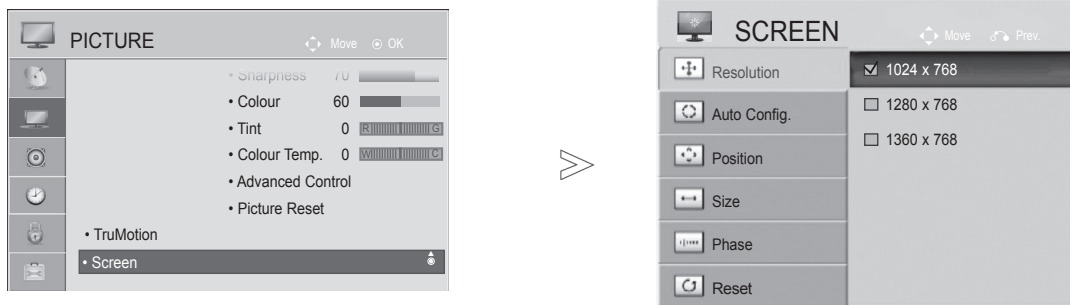 PICTURE
Move OK
• Sharpness 70
• Colour 60
• Tint 0 R G
• Colour Temp. 0 W C
• Advanced Control
• Picture Reset
• TruMotion
• Screen
SCREEN
Move Prev.
Resolution
Auto Config.
Position
Size
Phase
Reset
1024 x 768
1280 x 768
1360 x 768